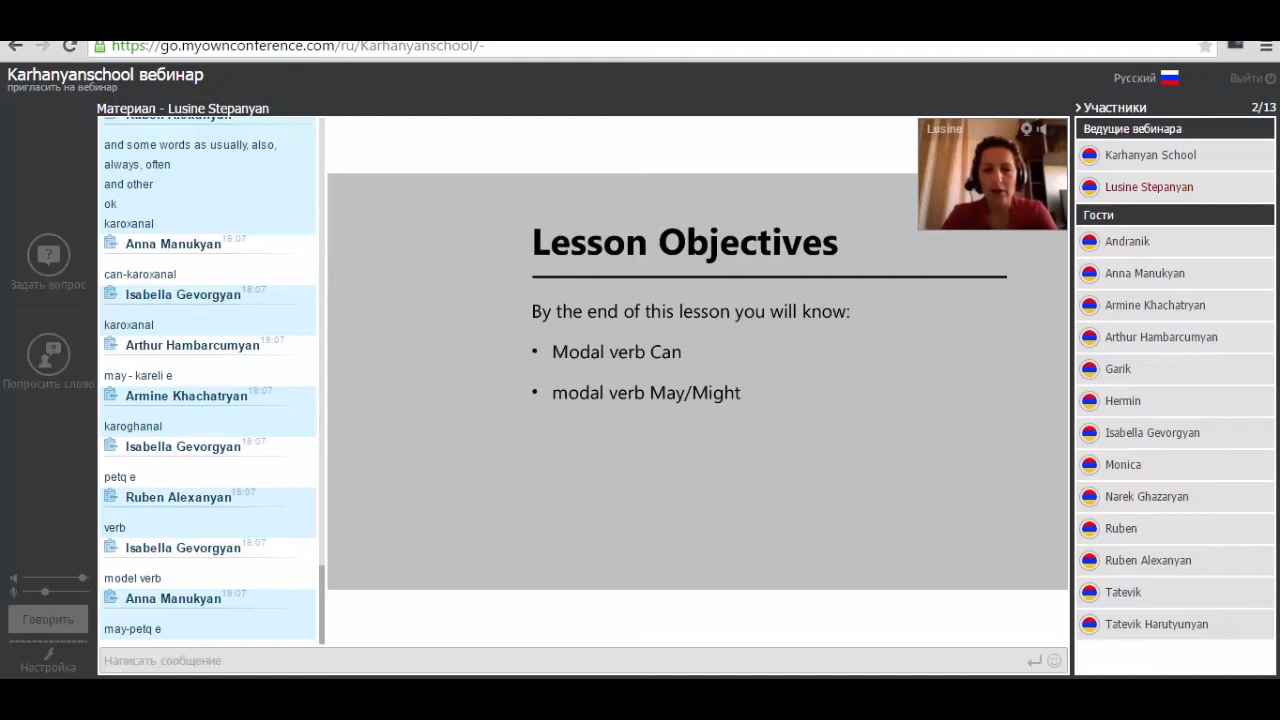 https://go.myownconference.com/ru/Karhanyanschool/-
Karhanyanschool вебинар
пригласить на вебинар
Русский
Выйти
Материал - Lusine Stepanyan
Ruben Alexanyan
and some words as usually, also,
always, often
and other
ok
karoxanal
Anna Manukyan 18:07
can-karoxanal
Isabella Gevorgyan 18:07
karoxanal
Arthur Hambarcumyan 18:07
may - kareli e
Armine Khachatryan 18:07
karoghanal
Isabella Gevorgyan 18:07
petq e
Ruben Alexanyan 18:07
verb
Isabella Gevorgyan 18:07
model verb
Anna Manukyan 18:07
may-petq e
Написать сообщение
Задать вопрос
Попросить слово
Говорить
Настройка
Lusine
Lesson Objectives
By the end of this lesson you will know:
• Modal verb Can
• modal verb May/Might
Участники 2/13
Ведущие вебинара
Karhanyan School
Lusine Stepanyan
Гости
Andranik
Anna Manukyan
Armine Khachatryan
Arthur Hambarcumyan
Garik
Hermin
Isabella Gevorgyan
Monica
Narek Ghazaryan
Ruben
Ruben Alexanyan
Tatevik
Tatevik Harutyunyan